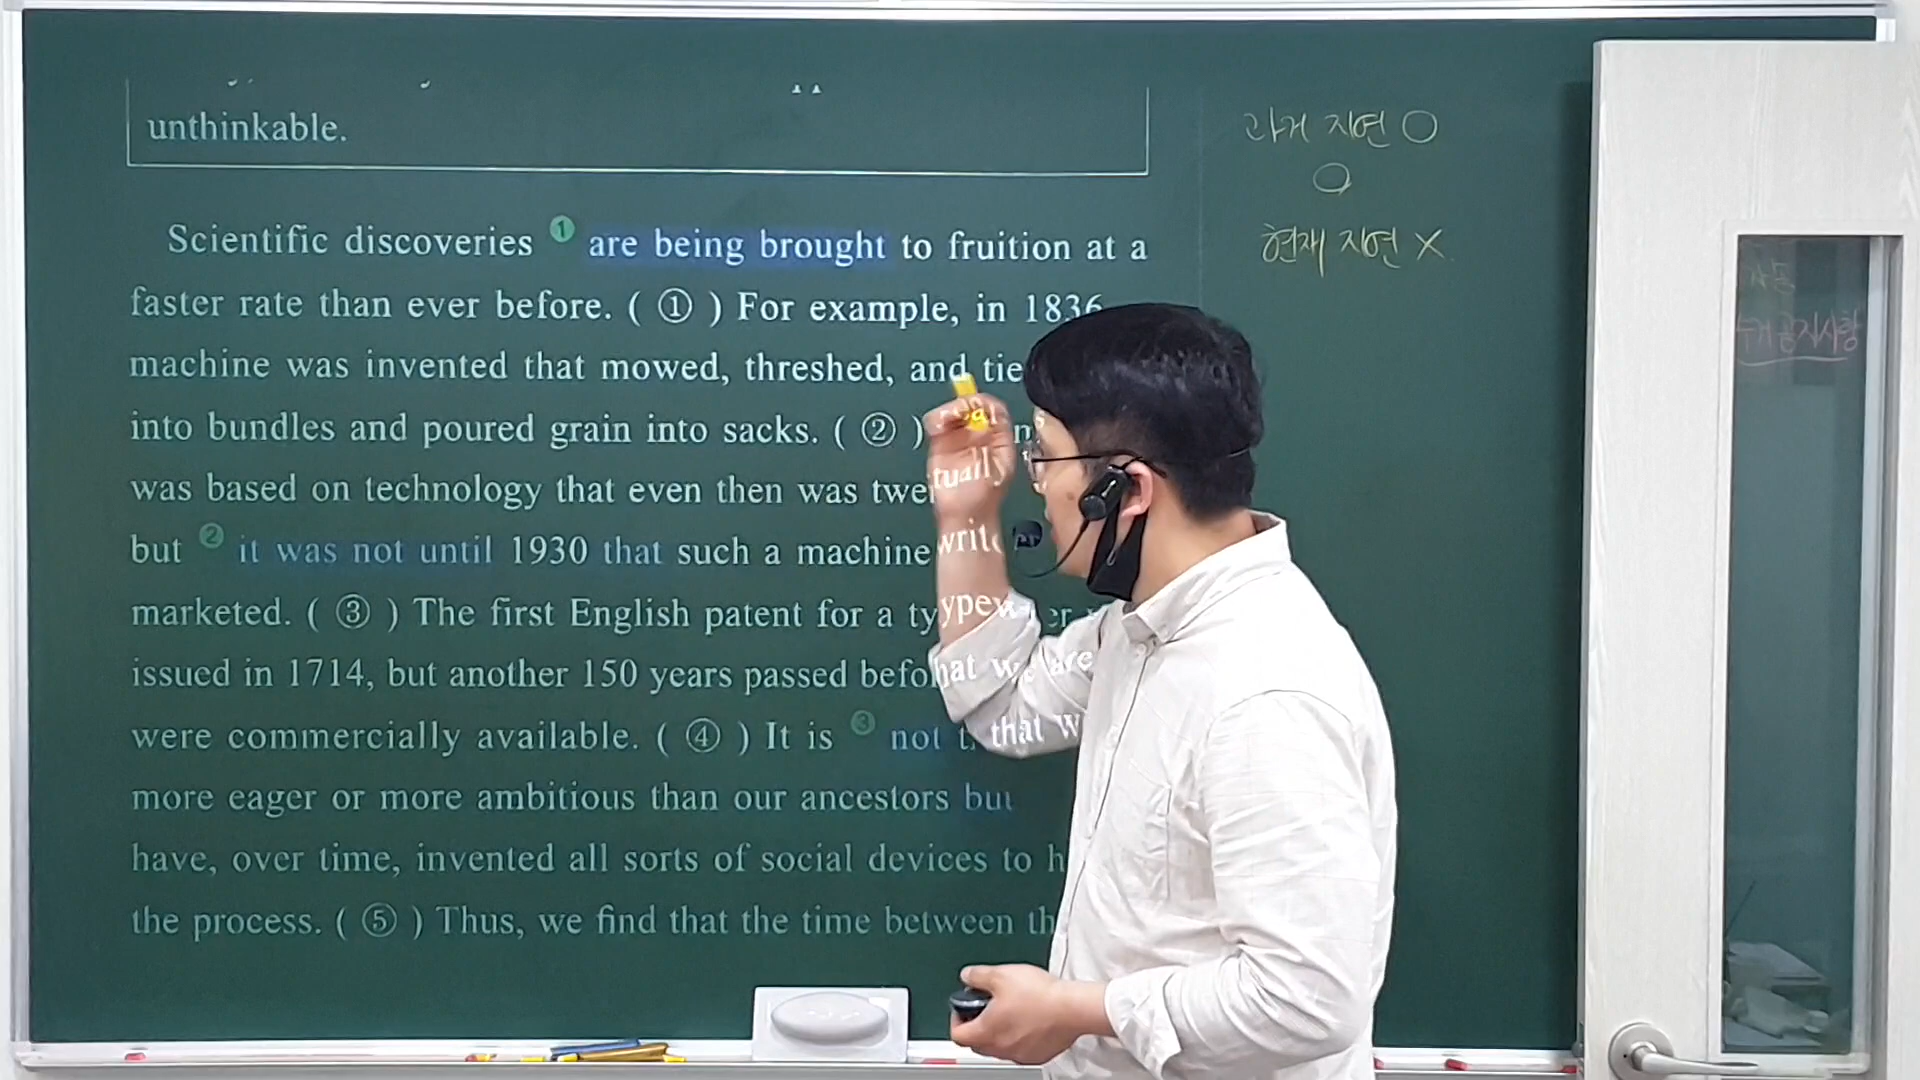 unthinkable.
Scientific discoveries ① are being brought to fruition at a
faster rate than ever before. ( ① ) For example, in 1836
machine was invented that mowed, threshed, and tie
into bundles and poured grain into sacks. ( ② )
was based on technology that even then was twe tually
but ② it was not until 1930 that such a machine
marketed. ( ③ ) The first English patent for a ty
issued in 1714, but another 150 years passed befo
were commercially available. ( ④ ) It is ③ not that w
more eager or more ambitious than our ancestors but
have, over time, invented all sorts of social devices to h
the process. ( ⑤ ) Thus, we find that the time between th
과거 지연 ○
○
현재 지연 ×
공지사항